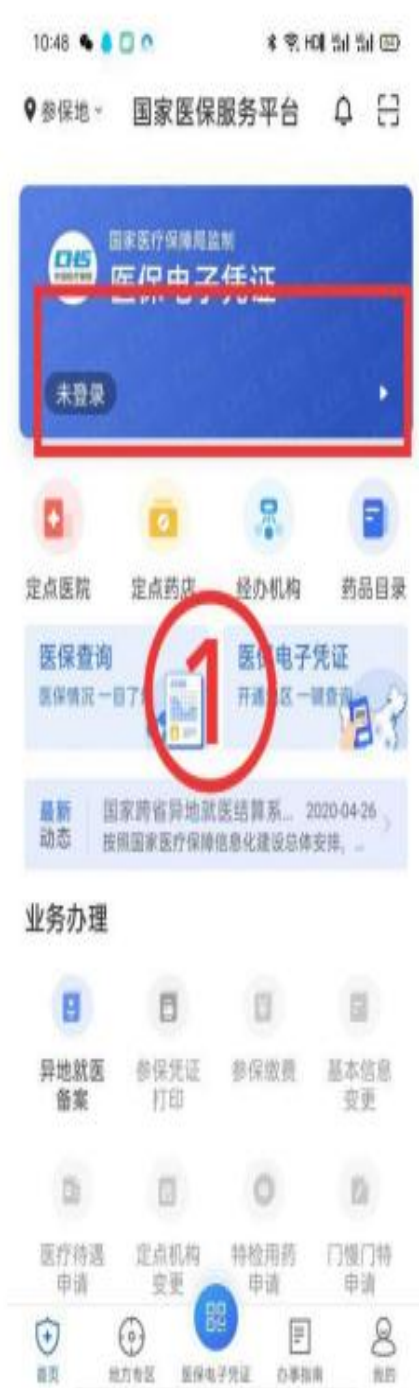 10:48
参保地
国家医保服务平台
国家医疗保障局监制
CHS
医保电子凭证
未登录
定点医院
定点药店
经办机构
药品目录
医保查询
医保电子凭证
医保情况一目了
开通 区一键查询
1
最新
动态
国家跨省异地就医结算系... 2020-04-26
按照国家医疗保障信息化建设总体安排，...
业务办理
异地就医
备案
参保凭证
打印
参保缴费
基本信息
变更
医疗待遇
申请
定点机构
变更
特检用药
申请
门慢门特
申请
首页
地方专区
医保电子凭证
办事指南
我的